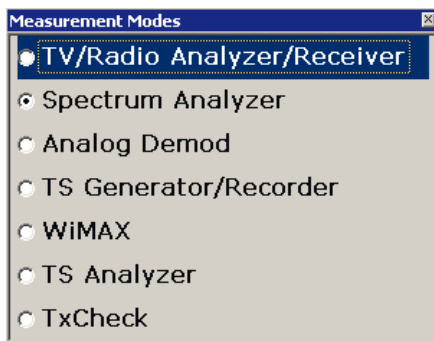 Measurement Modes
TV/Radio Analyzer/Receiver
Spectrum Analyzer
Analog Demod
TS Generator/Recorder
WiMAX
TS Analyzer
TxCheck